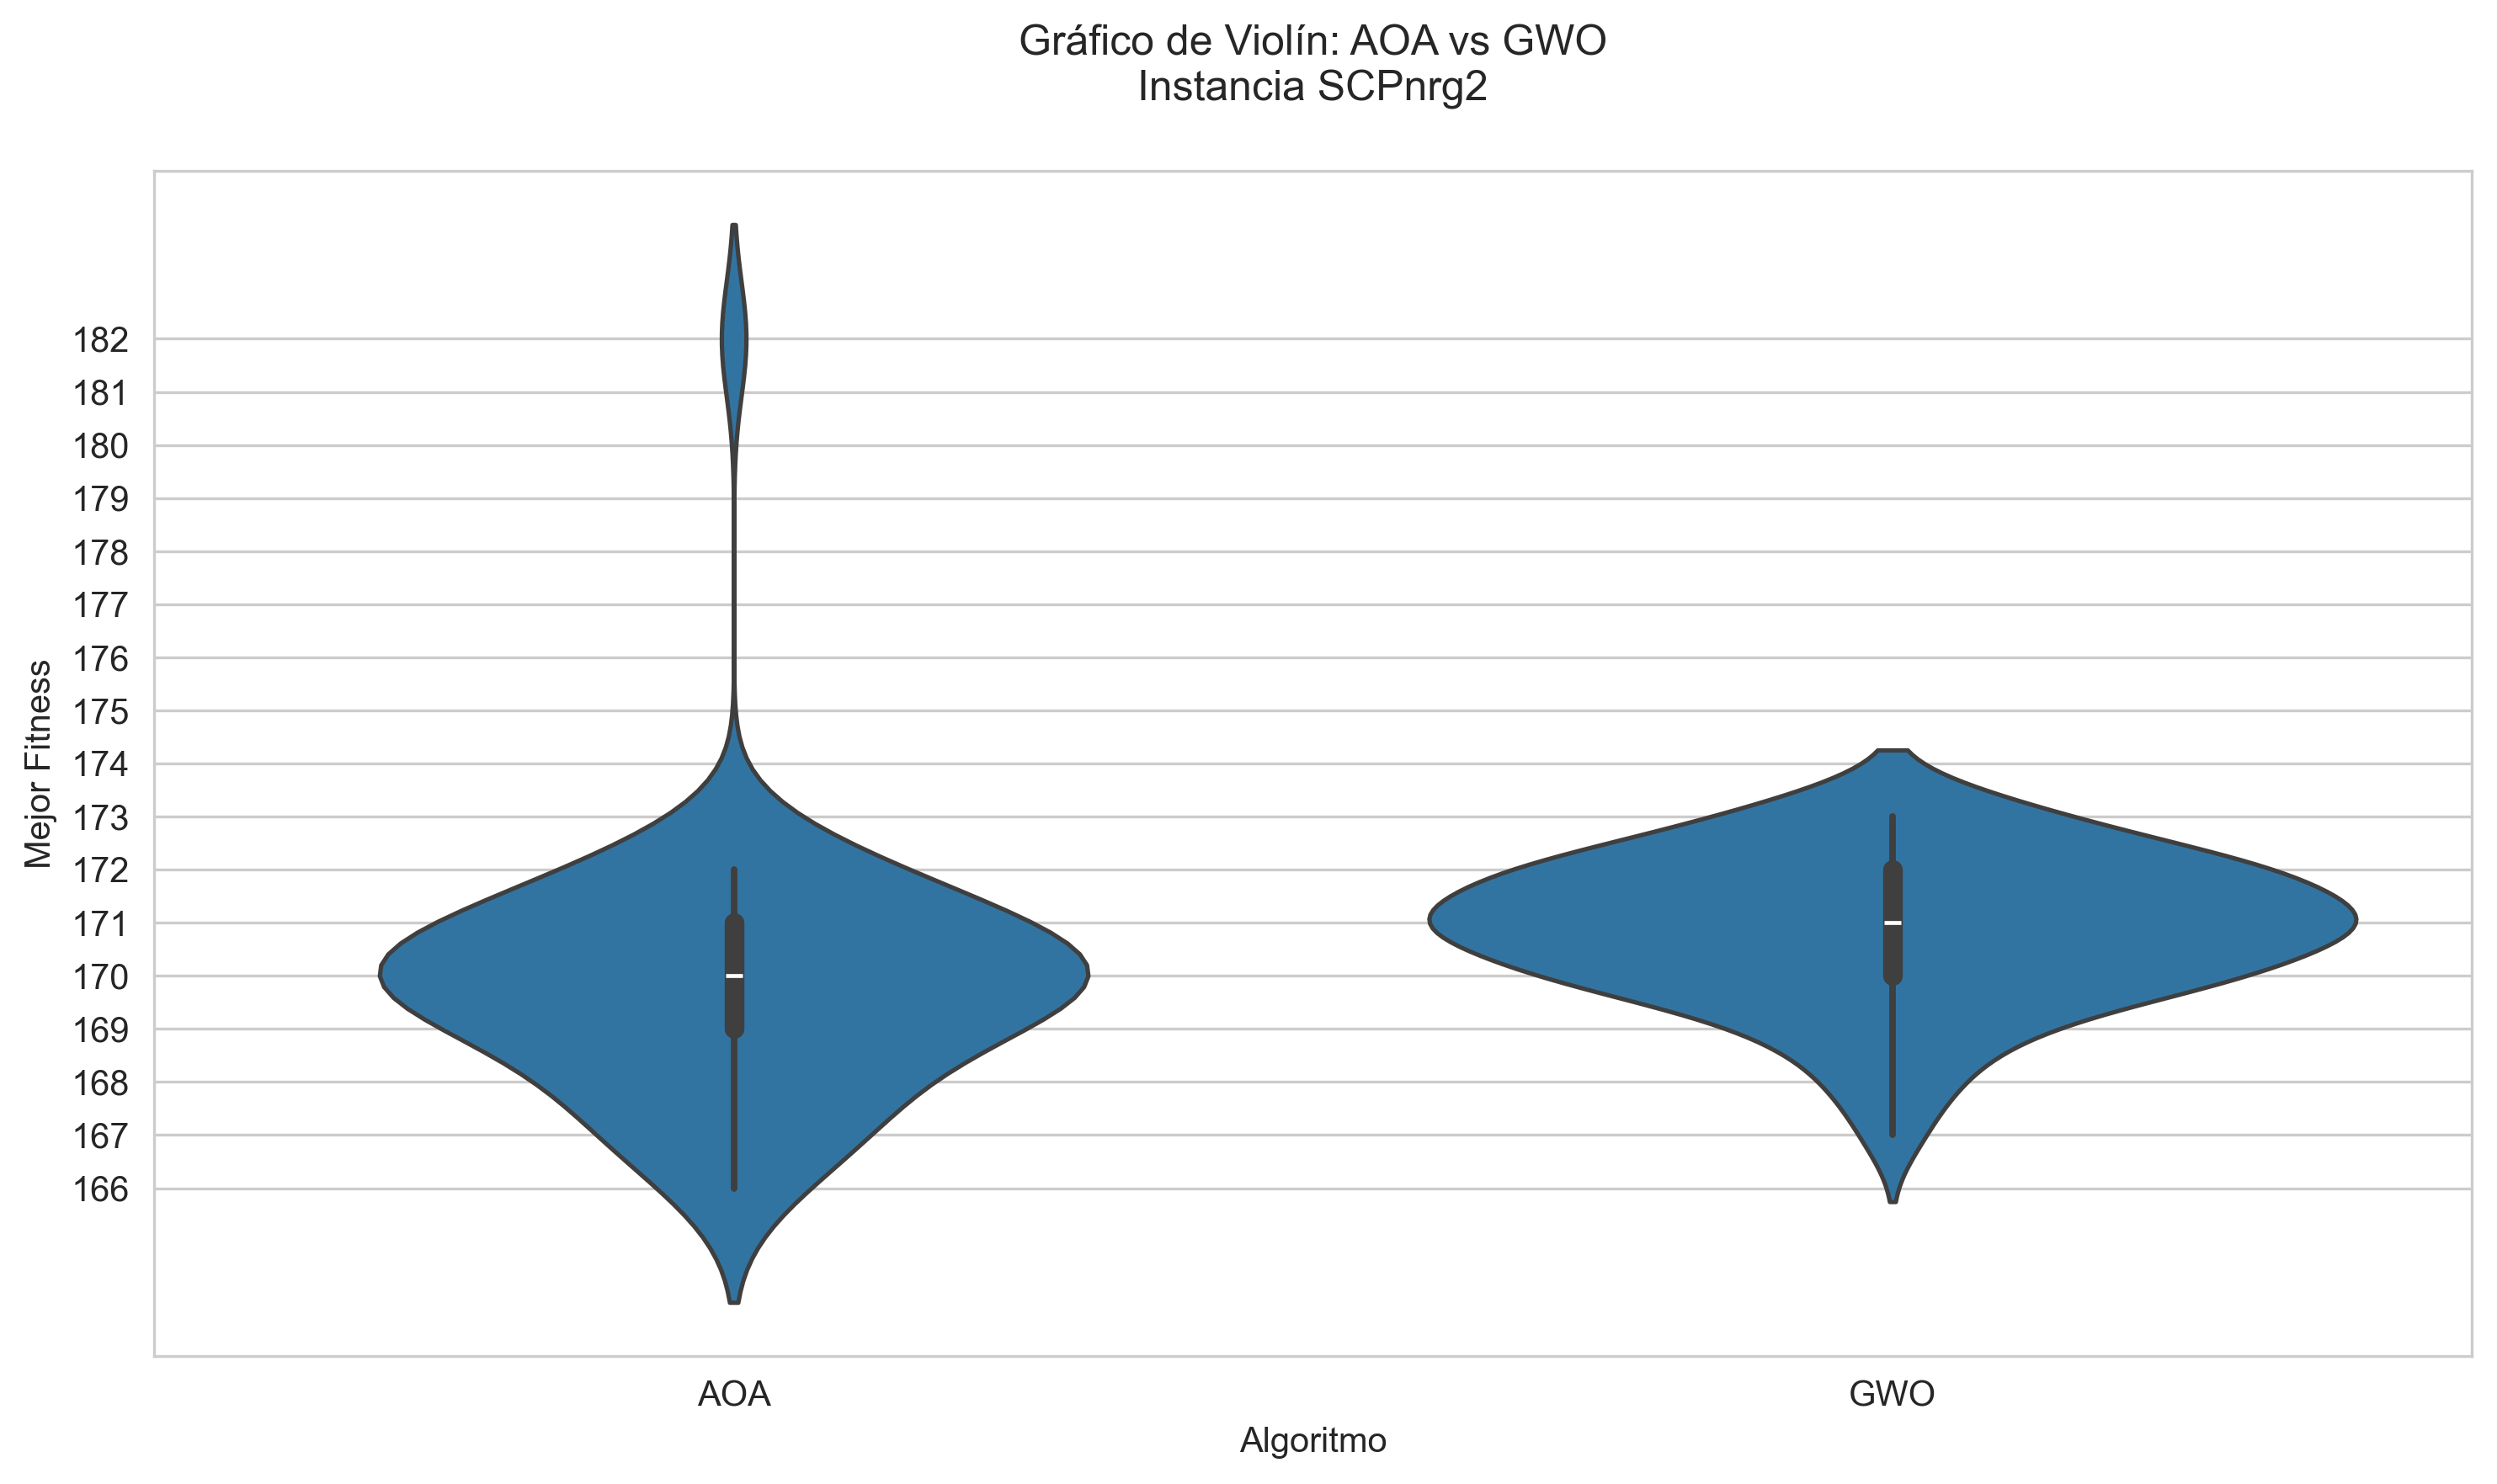 Gráfico de Violín: AOA vs GWO
Instancia SCPnrg2
Mejor Fitness
182
181
180
179
178
177
176
175
174
173
172
171
170
169
168
167
166
AOA
GWO
Algoritmo